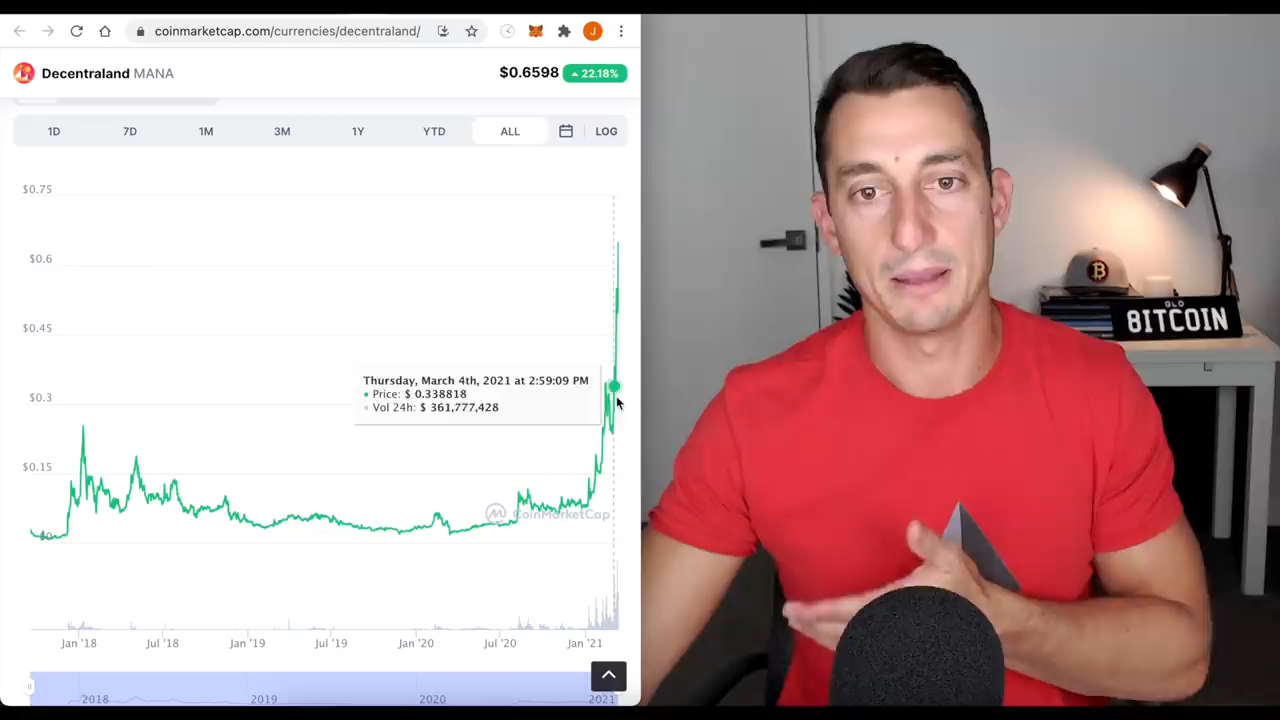 coinmarketcap.com/currencies/decentraland/
J
Decentraland MANA
$0.6598
22.18%
1D 7D 1M 3M 1Y YTD ALL LOG
$0.75
$0.6
$0.45
$0.3
$0.15
$0
Thursday, March 4th, 2021 at 2:59:09 PM
Price: $ 0.338818
Vol 24h: $ 361,777,428
CoinMarketCap
Jan '18 Jul '18 Jan '19 Jul '19 Jan '20 Jul '20 Jan '21
2018 2019 2020 2021
QLD
8ITCOIN